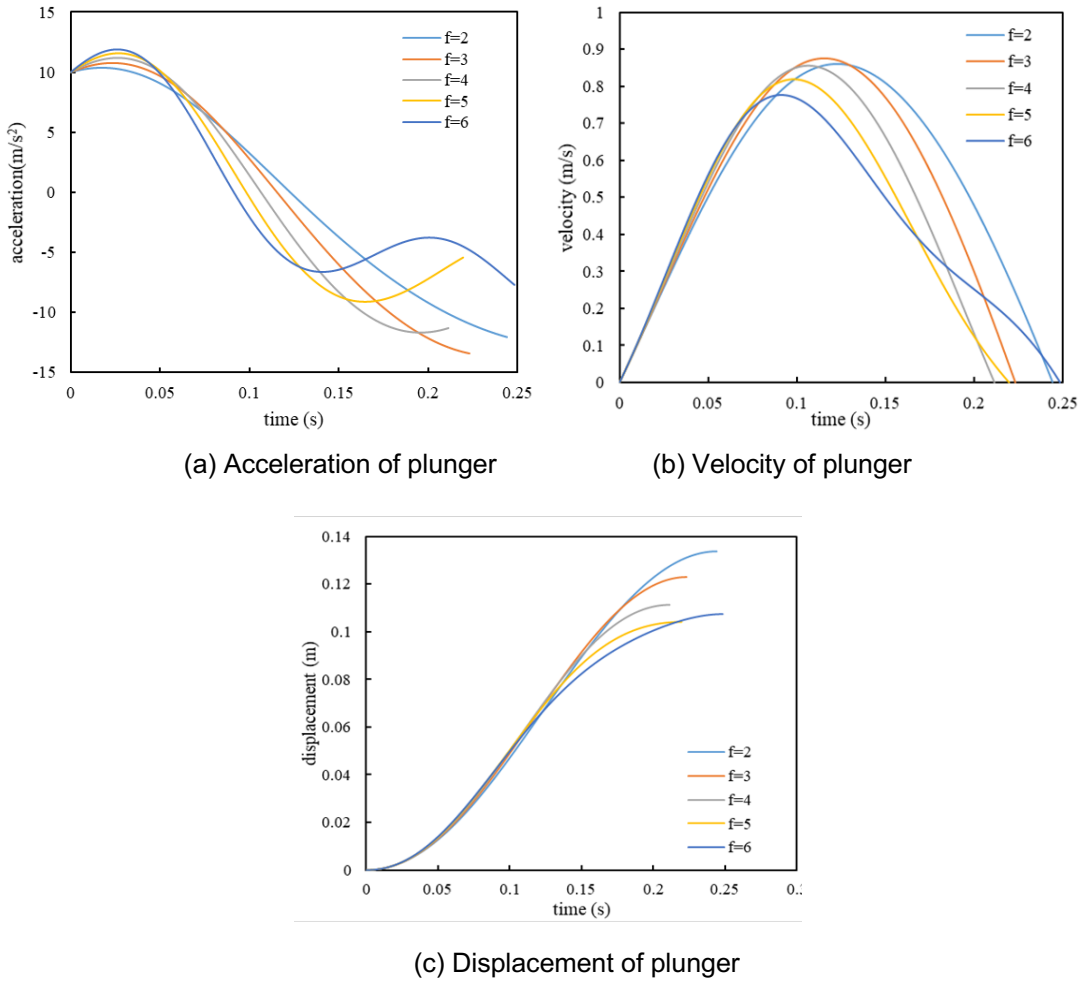 15
10
5
0
-5
-10
-15
acceleration(m/s²)
f=2
f=3
f=4
f=5
f=6
0
0.05
0.1
0.15
0.2
0.25
time (s)
(a) Acceleration of plunger
1
0.9
0.8
0.7
0.6
0.5
0.4
0.3
0.2
0.1
0
velocity (m/s)
f=2
f=3
f=4
f=5
f=6
0
0.05
0.1
0.15
0.2
0.25
time (s)
(b) Velocity of plunger
0.14
0.12
0.1
0.08
0.06
0.04
0.02
0
displacement (m)
f=2
f=3
f=4
f=5
f=6
0
0.05
0.1
0.15
0.2
0.25
time (s)
(c) Displacement of plunger